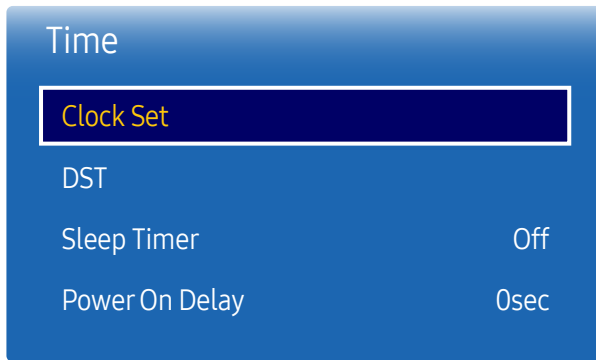 Time
Clock Set
DST
Sleep Timer Off
Power On Delay 0sec